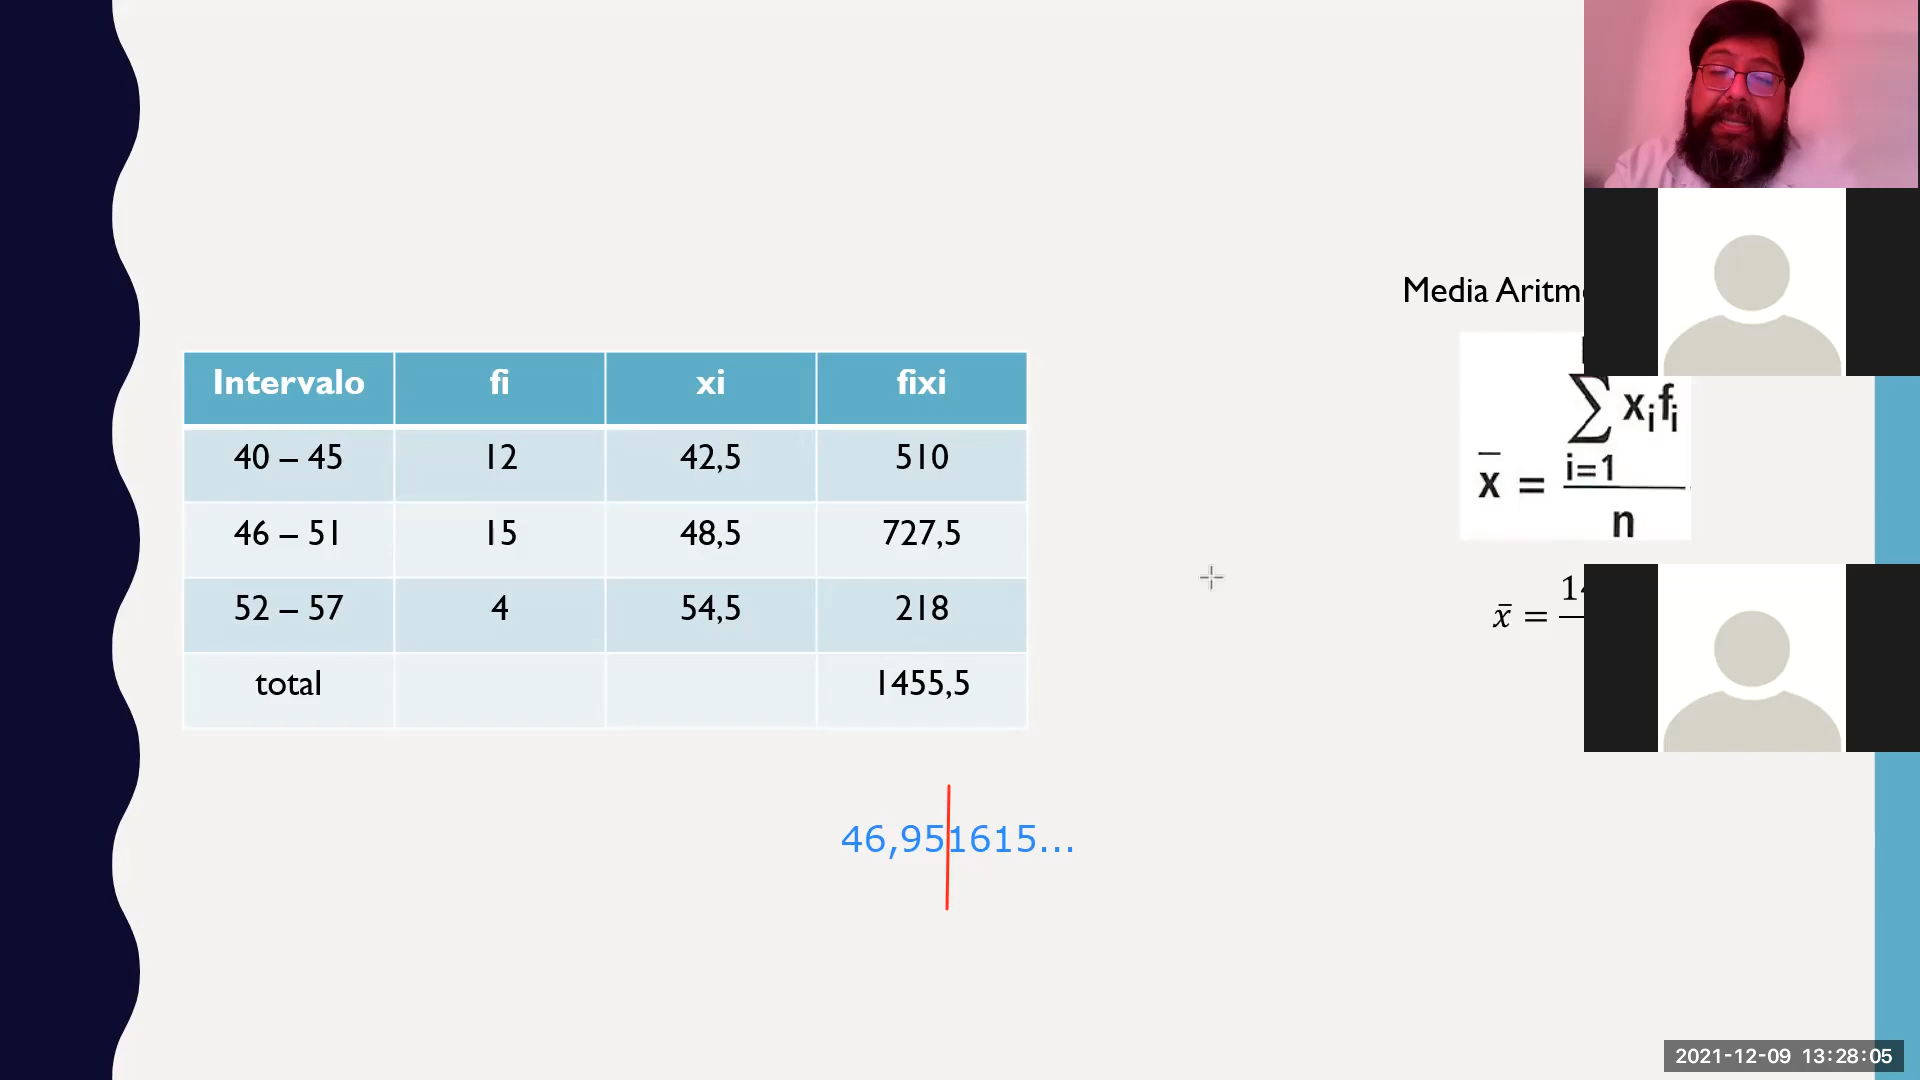 Media Aritm
Intervalo fi xi fixi
40 – 45 12 42,5 510
46 – 51 15 48,5 727,5
52 – 57 4 54,5 218
total 1455,5
x̄ = ∑ xᵢfᵢ
i=1
n
x̄ = 14
46,951615...
2021-12-09 13:28:05